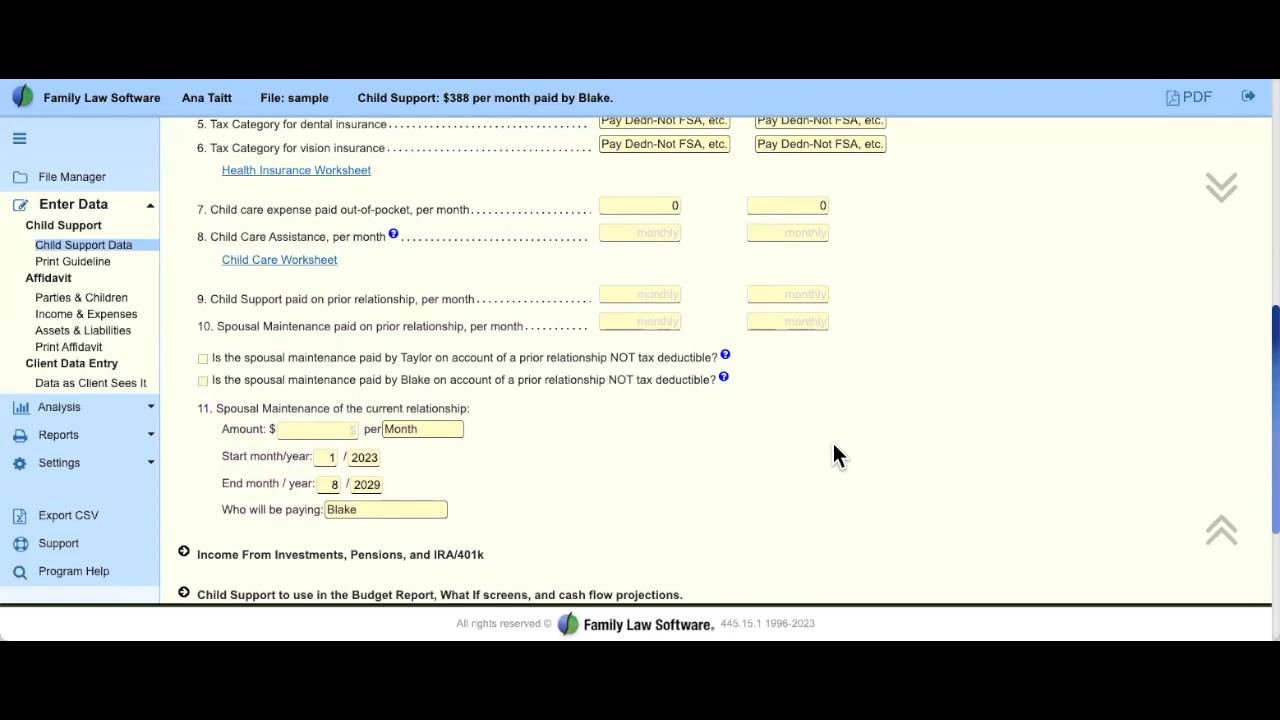 Family Law Software Ana Taitt File: sample Child Support: $388 per month paid by Blake. PDF
File Manager
Enter Data
Child Support
Child Support Data
Print Guideline
Affidavit
Parties & Children
Income & Expenses
Assets & Liabilities
Print Affidavit
Client Data Entry
Data as Client Sees It
Analysis
Reports
Settings
Export CSV
Support
Program Help
5. Tax Category for dental insurance Pay Dedn-Not FSA, etc. Pay Dedn-Not FSA, etc.
6. Tax Category for vision insurance Pay Dedn-Not FSA, etc. Pay Dedn-Not FSA, etc.
Health Insurance Worksheet
7. Child care expense paid out-of-pocket, per month 0 0
8. Child Care Assistance, per month ? monthly monthly
Child Care Worksheet
9. Child Support paid on prior relationship, per month monthly monthly
10. Spousal Maintenance paid on prior relationship, per month monthly monthly
Is the spousal maintenance paid by Taylor on account of a prior relationship NOT tax deductible? ?
Is the spousal maintenance paid by Blake on account of a prior relationship NOT tax deductible? ?
11. Spousal Maintenance of the current relationship:
Amount: $ $ per Month
Start month/year: 1 / 2023
End month / year: 8 / 2029
Who will be paying: Blake
Income From Investments, Pensions, and IRA/401k
Child Support to use in the Budget Report, What If screens, and cash flow projections.
All rights reserved © Family Law Software. 445.15.1 1996-2023